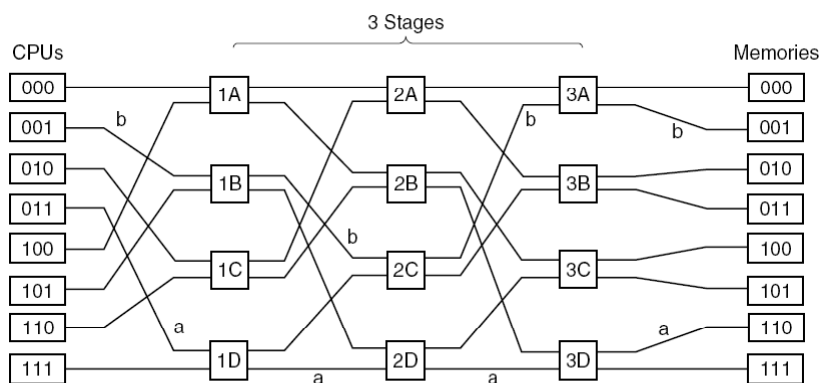 3 Stages
CPUs Memories
000 1A 2A 3A 000
001 b b b 001
010 1B 2B 3B 010
011 b 011
100 1C 2C 3C 100
101 101
110 a a 110
111 1D 2D 3D 111
a a